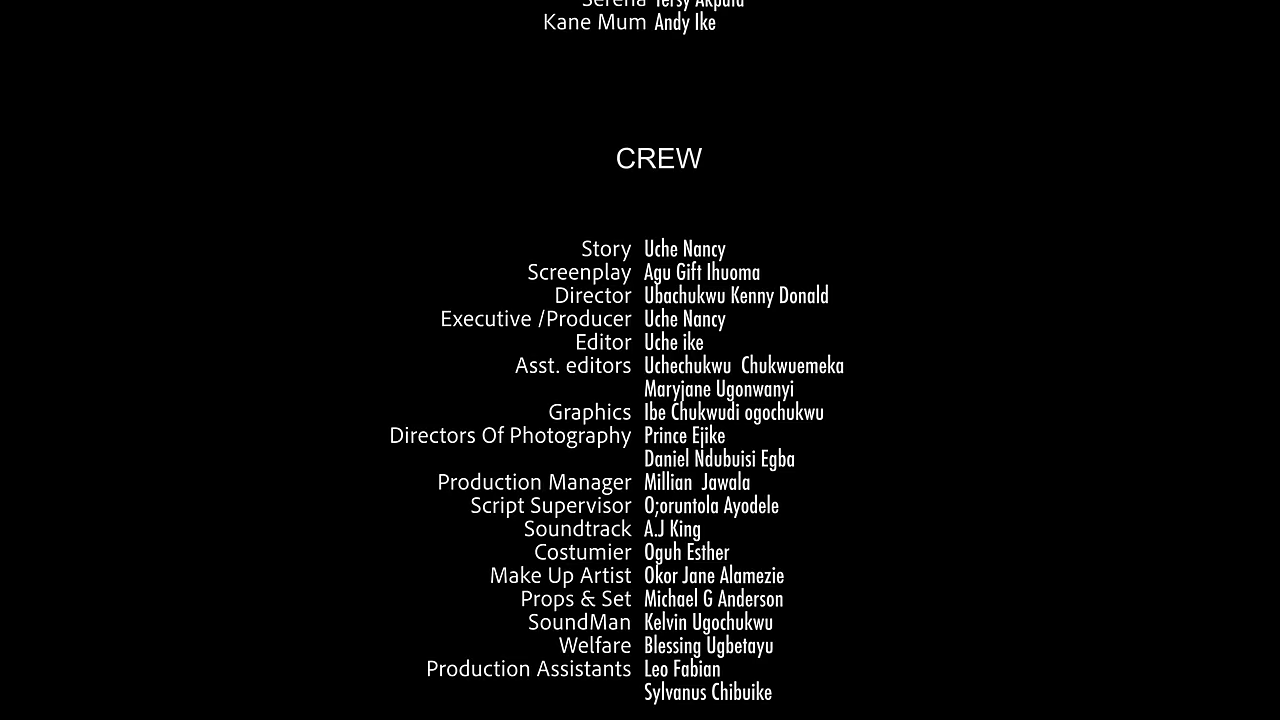 Serena
Kane Mum Andy Ike
CREW
Story Uche Nancy
Screenplay Agu Gift Ihuoma
Director Ubachukwu Kenny Donald
Executive /Producer Uche Nancy
Editor Uche ike
Asst. editors Uchechukwu  Chukwuemeka
Maryjane Ugonwanyi
Graphics Ibe Chukwudi ogochukwu
Directors Of Photography Prince Ejike
Daniel Ndubuisi Egba
Production Manager Millian  Jawala
Script Supervisor O;oruntola Ayodele
Soundtrack A.J King
Costumier Oguh Esther
Make Up Artist Okor Jane Alamezie
Props & Set Michael G Anderson
SoundMan Kelvin Ugochukwu
Welfare Blessing Ugbetayu
Production Assistants Leo Fabian
Sylvanus Chibuike